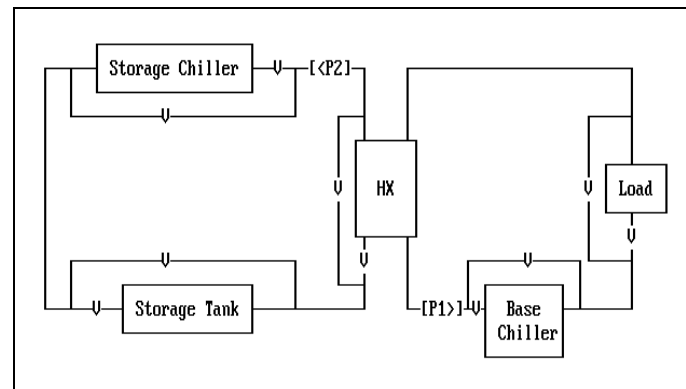 Storage Chiller
V
[<P2]
V
V
HX
V
Load
V
V
V
V
V
Storage Tank
[P1>]
V
Base
Chiller